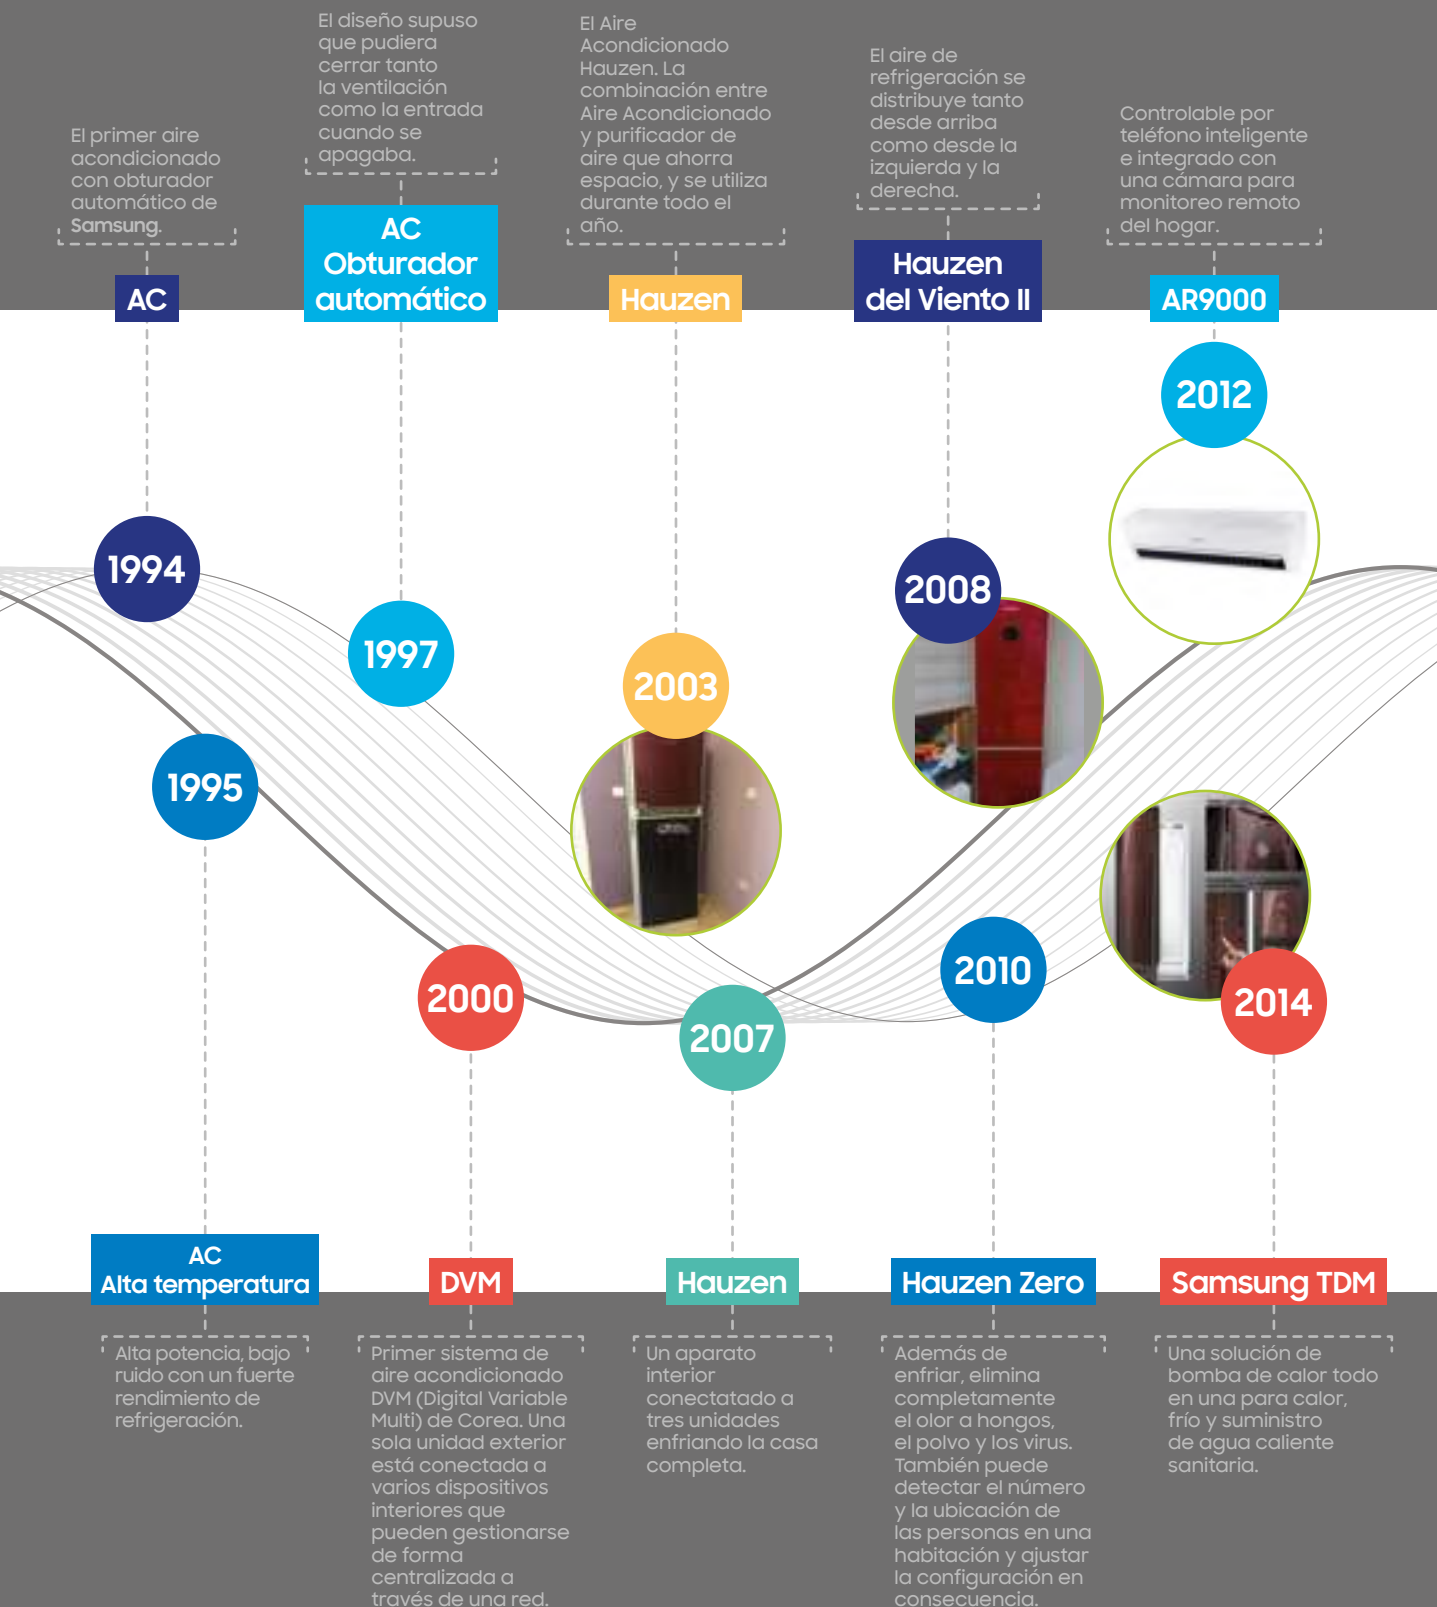 El primer aire
acondicionado
con obturador
automático de
Samsung.
AC
1994
El diseño supuso
que pudiera
cerrar tanto
la ventilación
como la entrada
cuando se
apagaba.
AC
Obturador
automático
1997
El Aire
Acondicionado
Hauzen. La
combinación entre
Aire Acondicionado
y purificador de
aire que ahorra
espacio, y se utiliza
durante todo el
año.
Hauzen
2003
El aire de
refrigeración se
distribuye tanto
desde arriba
como desde la
izquierda y la
derecha.
Hauzen
del Viento II
2008
Controlable por
teléfono inteligente
e integrado con
una cámara para
monitoreo remoto
del hogar.
AR9000
2012
1995
AC
Alta temperatura
Alta potencia, bajo
ruido con un fuerte
rendimiento de
refrigeración.
2000
DVM
Primer sistema de
aire acondicionado
DVM (Digital Variable
Multi) de Corea. Una
sola unidad exterior
está conectada a
varios dispositivos
interiores que
pueden gestionarse
de forma
centralizada a
través de una red.
2007
Hauzen
Un aparato
interior
conectatado a
tres unidades
enfriando la casa
completa.
2010
Hauzen Zero
Además de
enfriar, elimina
completamente
el olor a hongos,
el polvo y los virus.
También puede
detectar el número
y la ubicación de
las personas en una
habitación y ajustar
la configuración en
consecuencia.
2014
Samsung TDM
Una solución de
bomba de calor todo
en una para calor,
frío y suministro
de agua caliente
sanitaria.